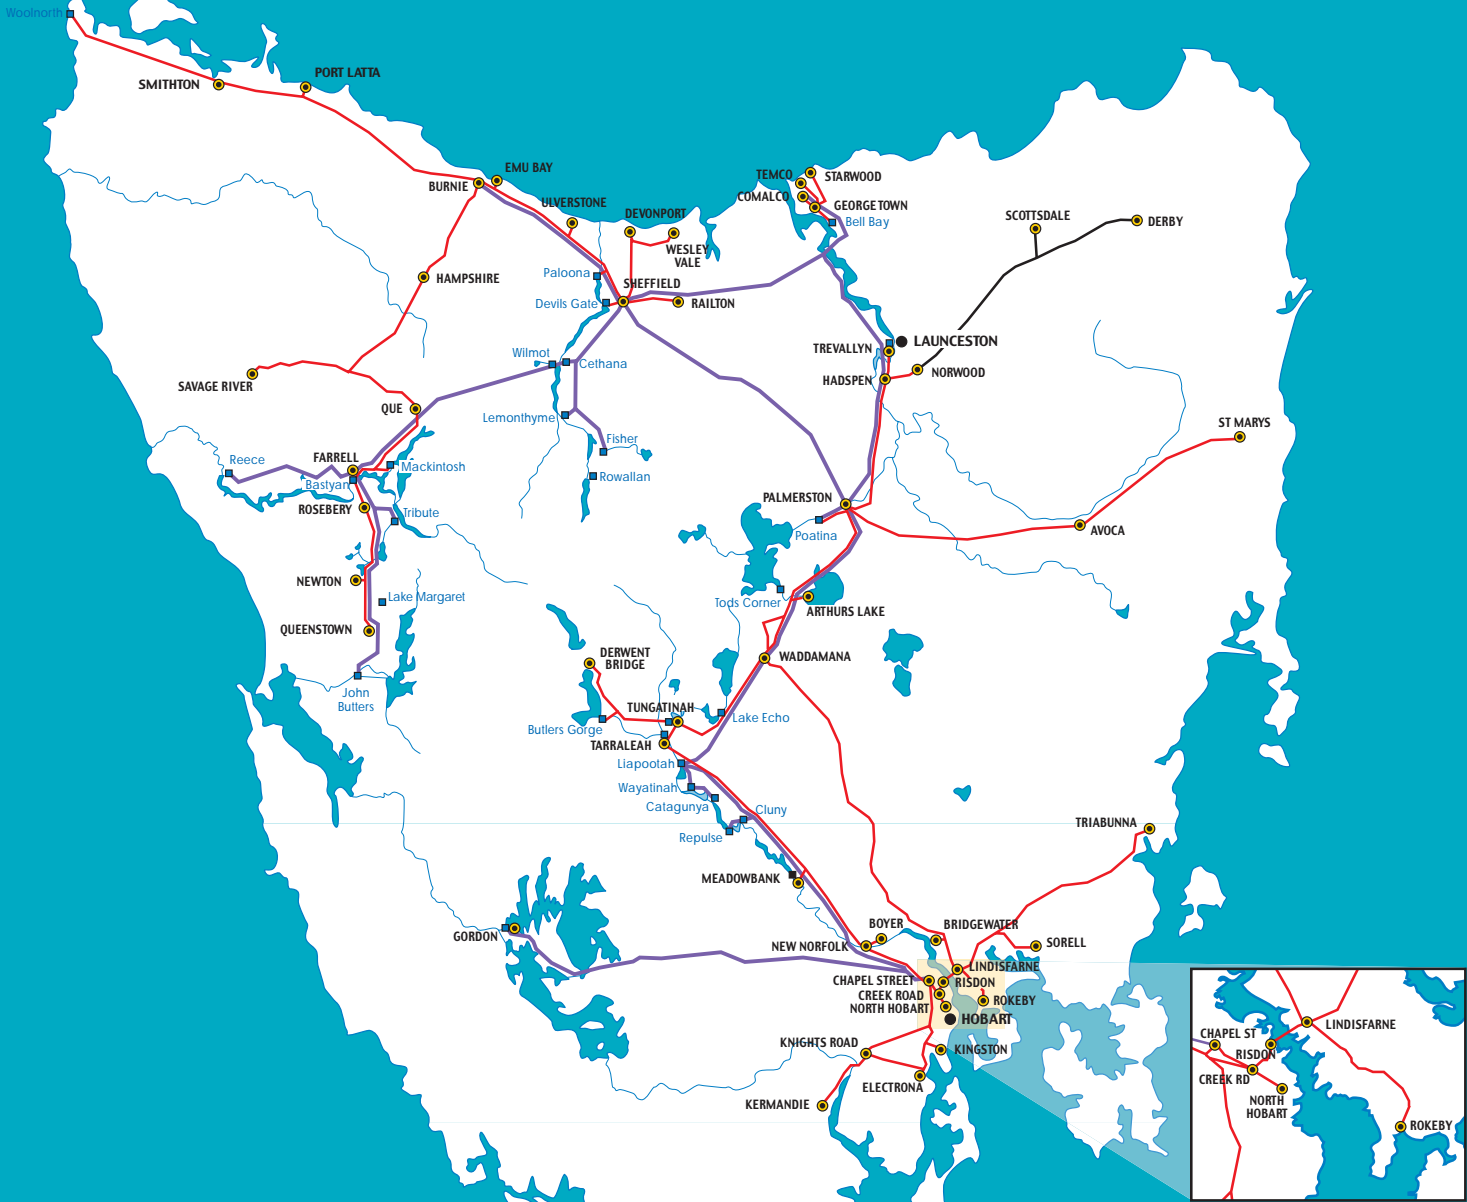 Woolnorth
SMITHTON
PORT LATTA
EMU BAY
BURNIE
ULVERSTONE
DEVONPORT
WESLEY
VALE
TEMCO
STARWOOD
COMALCO
GEORGE TOWN
Bell Bay
SCOTTSDALE
DERBY
HAMPSHIRE
Paloona
SHEFFIELD
Devils Gate
RAILTON
LAUNCESTON
TREVALLYN
HADSPEN
NORWOOD
Wilmot
Cethana
SAVAGE RIVER
QUE
Lemonthyme
Fisher
Rowallan
ST MARYS
FARRELL
Mackintosh
Reece
Bastyan
ROSEBERY
Tribute
PALMERSTON
Poatina
AVOCA
NEWTON
Lake Margaret
QUEENSTOWN
John
Butters
Tods Corner
ARTHURS LAKE
WADDAMANA
DERWENT
BRIDGE
TUNGATINAH
Lake Echo
Butlers Gorge
TARRALEAH
Liapootah
Wayatinah
Catagunya
Cluny
Repulse
TRIABUNNA
MEADOWBANK
GORDON
BOYER
BRIDGEWATER
NEW NORFOLK
SORELL
LINDISFARNE
CHAPEL STREET
RISDON
CREEK ROAD
ROKEBY
NORTH HOBART
HOBART
KNIGHTS ROAD
KINGSTON
ELECTRONA
KERMANDIE
LINDISFARNE
CHAPEL ST
RISDON
CREEK RD
NORTH
HOBART
ROKEBY